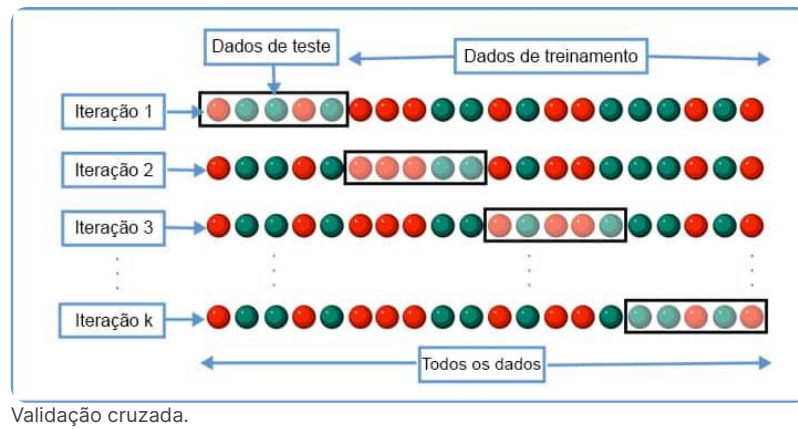 Dados de teste
Dados de treinamento
Iteração 1
Iteração 2
Iteração 3
Iteração k
Todos os dados
Validação cruzada.